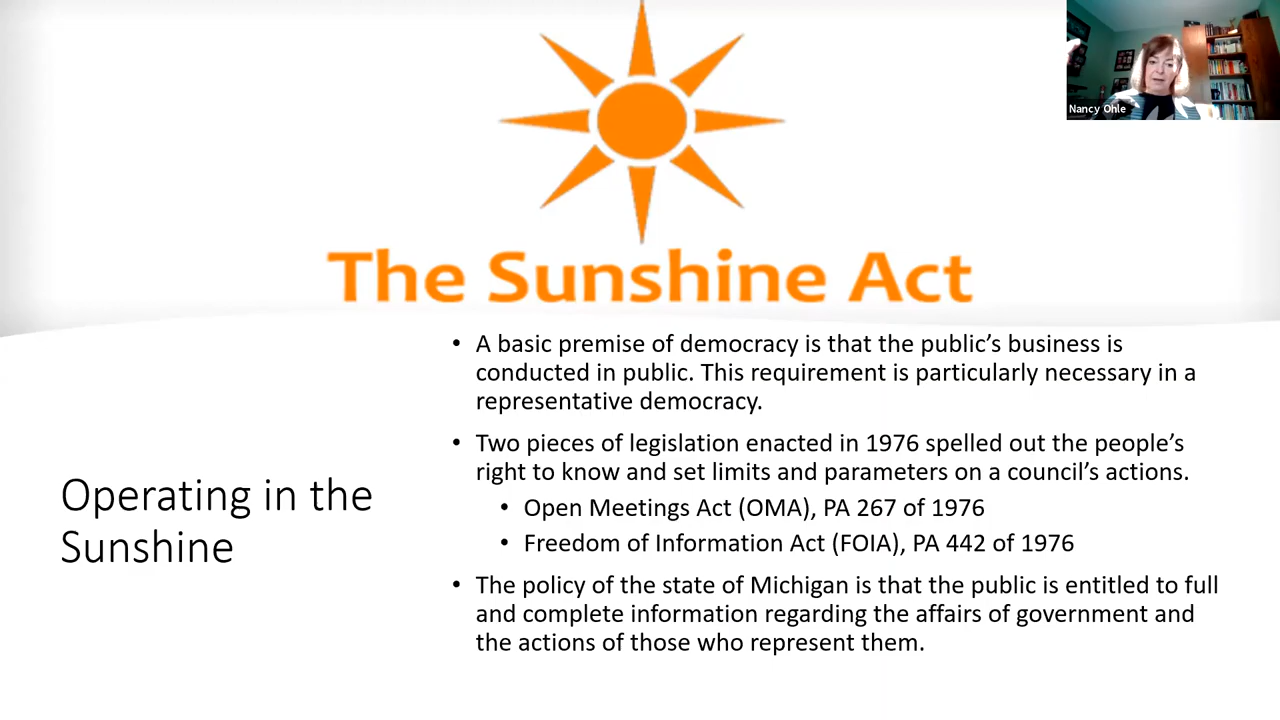 Nancy Ohle
The Sunshine Act
Operating in the
Sunshine
• A basic premise of democracy is that the public’s business is
conducted in public. This requirement is particularly necessary in a
representative democracy.
• Two pieces of legislation enacted in 1976 spelled out the people’s
right to know and set limits and parameters on a council’s actions.
• Open Meetings Act (OMA), PA 267 of 1976
• Freedom of Information Act (FOIA), PA 442 of 1976
• The policy of the state of Michigan is that the public is entitled to full
and complete information regarding the affairs of government and
the actions of those who represent them.